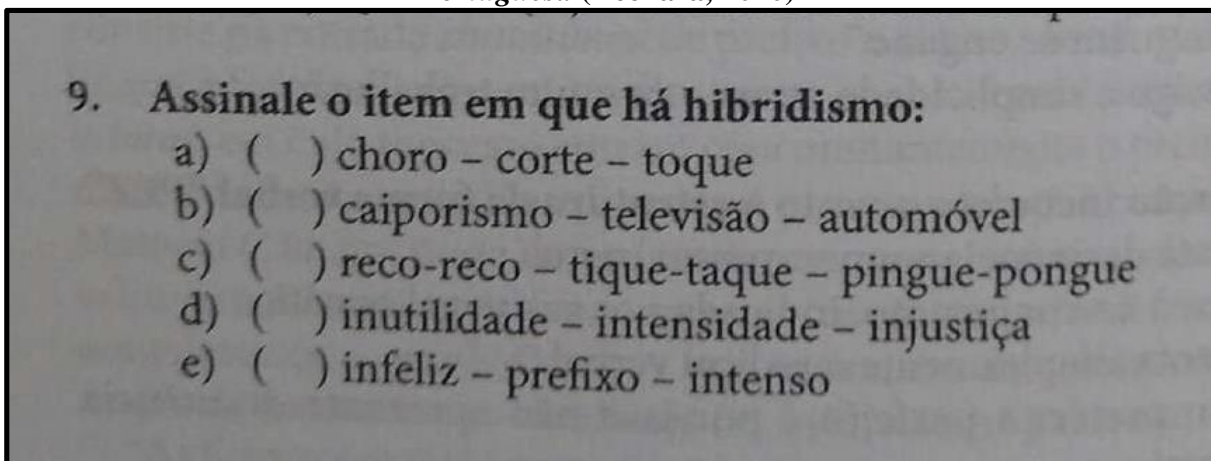 9. Assinale o item em que há hibridismo:
a) ( ) choro – corte – toque
b) ( ) caiporismo – televisão – automóvel
c) ( ) reco-reco – tique-taque – pingue-pongue
d) ( ) inutilidade – intensidade – injustiça
e) ( ) infeliz – prefixo – intenso